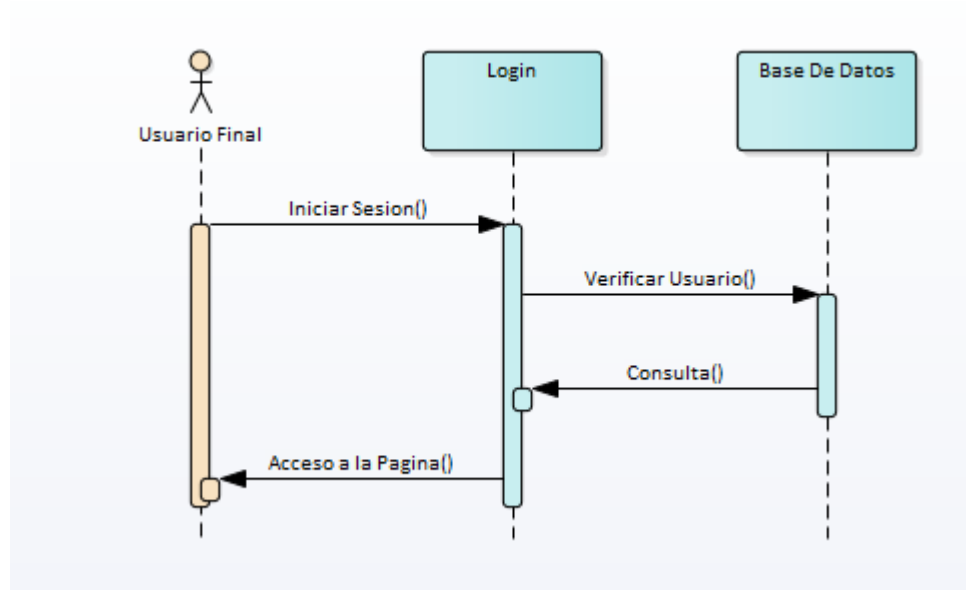 Login
Base De Datos
Usuario Final
Iniciar Sesion()
Verificar Usuario()
Consulta()
Acceso a la Pagina()